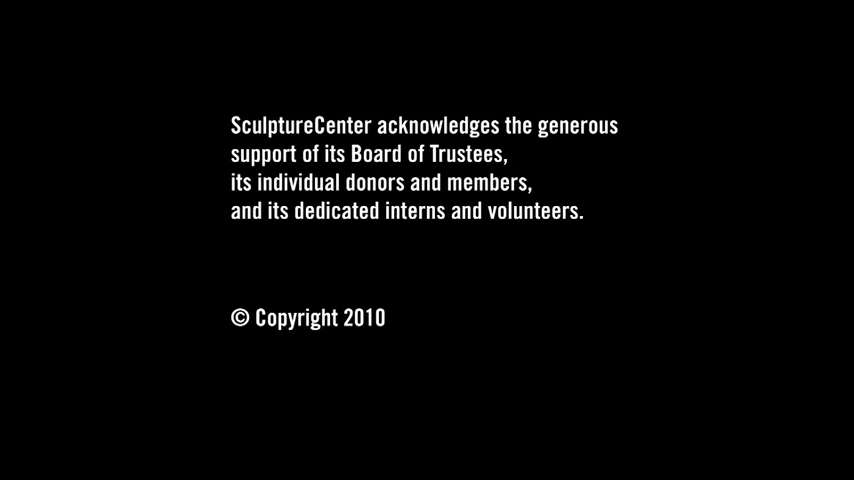 SculptureCenter acknowledges the generous
support of its Board of Trustees,
its individual donors and members,
and its dedicated interns and volunteers.
© Copyright 2010